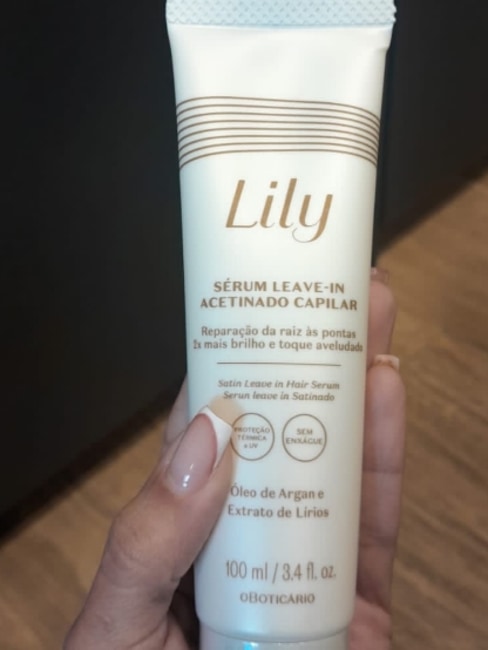 Lily
SÉRUM LEAVE-IN
ACETINADO CAPILAR
Reparação da raiz às pontas
2x mais brilho e toque aveludado
Satin Leave in Hair Serum
Serun leave in Satinado
PROTEÇÃO
TÉRMICA
e UV
SEM
ENXÁGUE
Óleo de Argan e
Extrato de Lírios
100 ml / 3.4 fl. oz.
oBOTICÁRIO